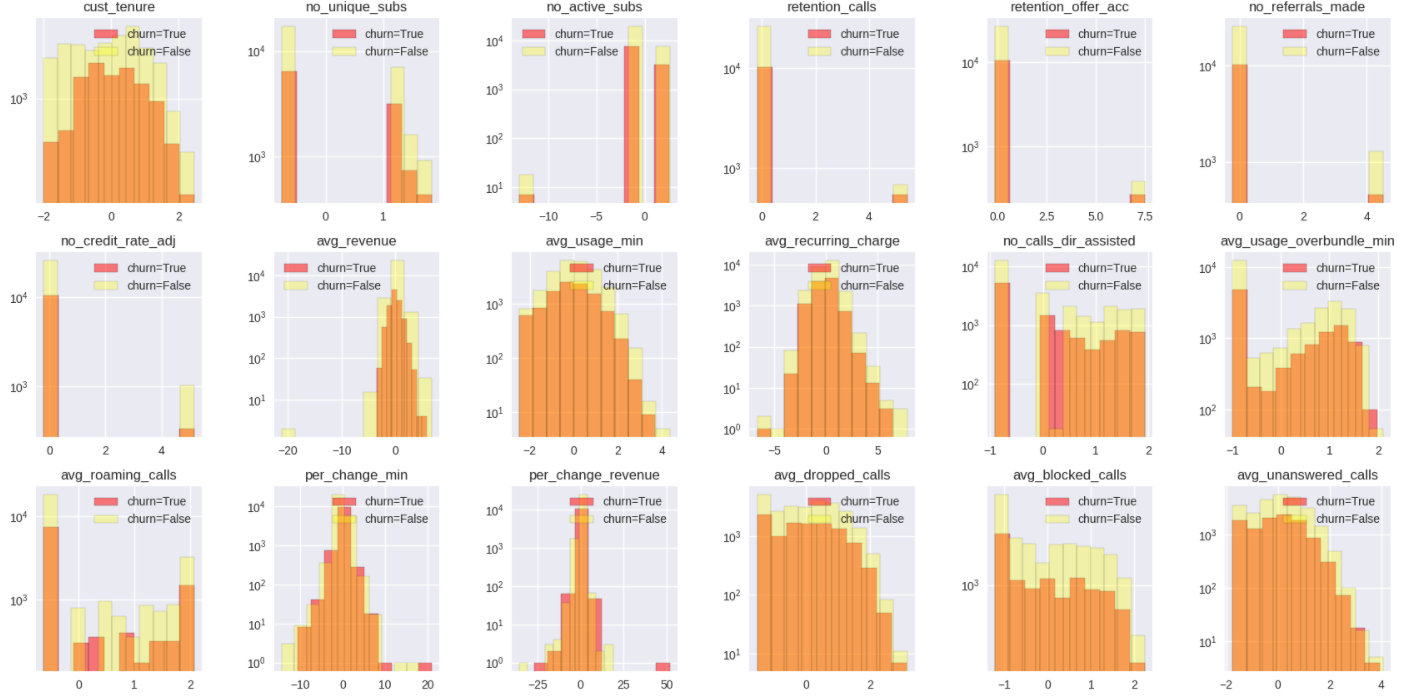 cust_tenure
churn=True
churn=False
10³
−2 0 2
no_unique_subs
churn=True
churn=False
10⁴
10³
0 1
no_active_subs
churn=True
churn=False
10⁴
10³
10²
10¹
−10 −5 0
retention_calls
churn=True
churn=False
10⁴
10³
0 2 4
retention_offer_acc
churn=True
churn=False
10⁴
10³
0.0 2.5 5.0 7.5
no_referrals_made
churn=True
churn=False
10⁴
10³
0 2 4
no_credit_rate_adj
churn=True
churn=False
10⁴
10³
0 2 4
avg_revenue
churn=True
churn=False
10⁴
10³
10²
10¹
10⁰
−20 −10 0
avg_usage_min
churn=True
churn=False
10³
10²
10¹
−2 0 2 4
avg_recurring_charge
churn=True
churn=False
10⁴
10³
10²
10¹
10⁰
−5 0 5
no_calls_dir_assisted
churn=True
churn=False
10⁴
10³
10²
−1 0 1 2
avg_usage_overbundle_min
churn=True
churn=False
10⁴
10³
10²
−1 0 1 2
avg_roaming_calls
churn=True
churn=False
10⁴
10³
0 1 2
per_change_min
churn=True
churn=False
10⁴
10³
10²
10¹
10⁰
−10 0 10 20
per_change_revenue
churn=True
churn=False
10⁴
10³
10²
10¹
10⁰
−25 0 25 50
avg_dropped_calls
churn=True
churn=False
10³
10²
10¹
0 2
avg_blocked_calls
churn=True
churn=False
10³
−1 0 1 2
avg_unanswered_calls
churn=True
churn=False
10³
10²
10¹
−2 0 2 4